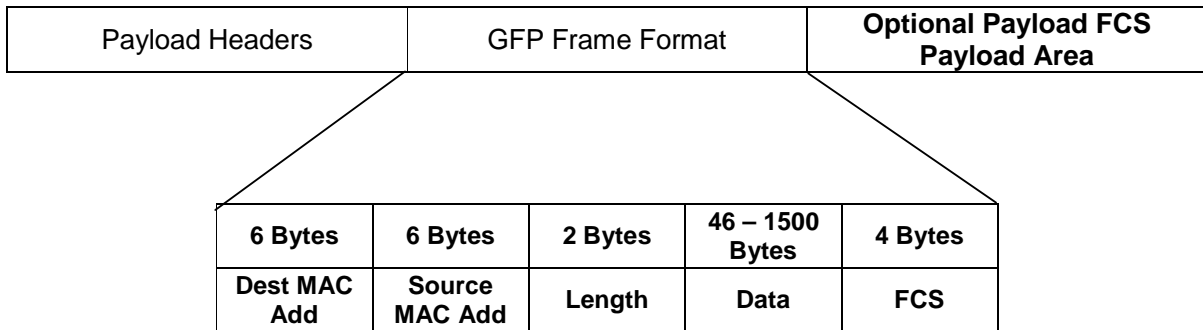 Payload Headers
GFP Frame Format
Optional Payload FCS
Payload Area
6 Bytes
6 Bytes
2 Bytes
46 – 1500
Bytes
4 Bytes
Dest MAC
Add
Source
MAC Add
Length
Data
FCS